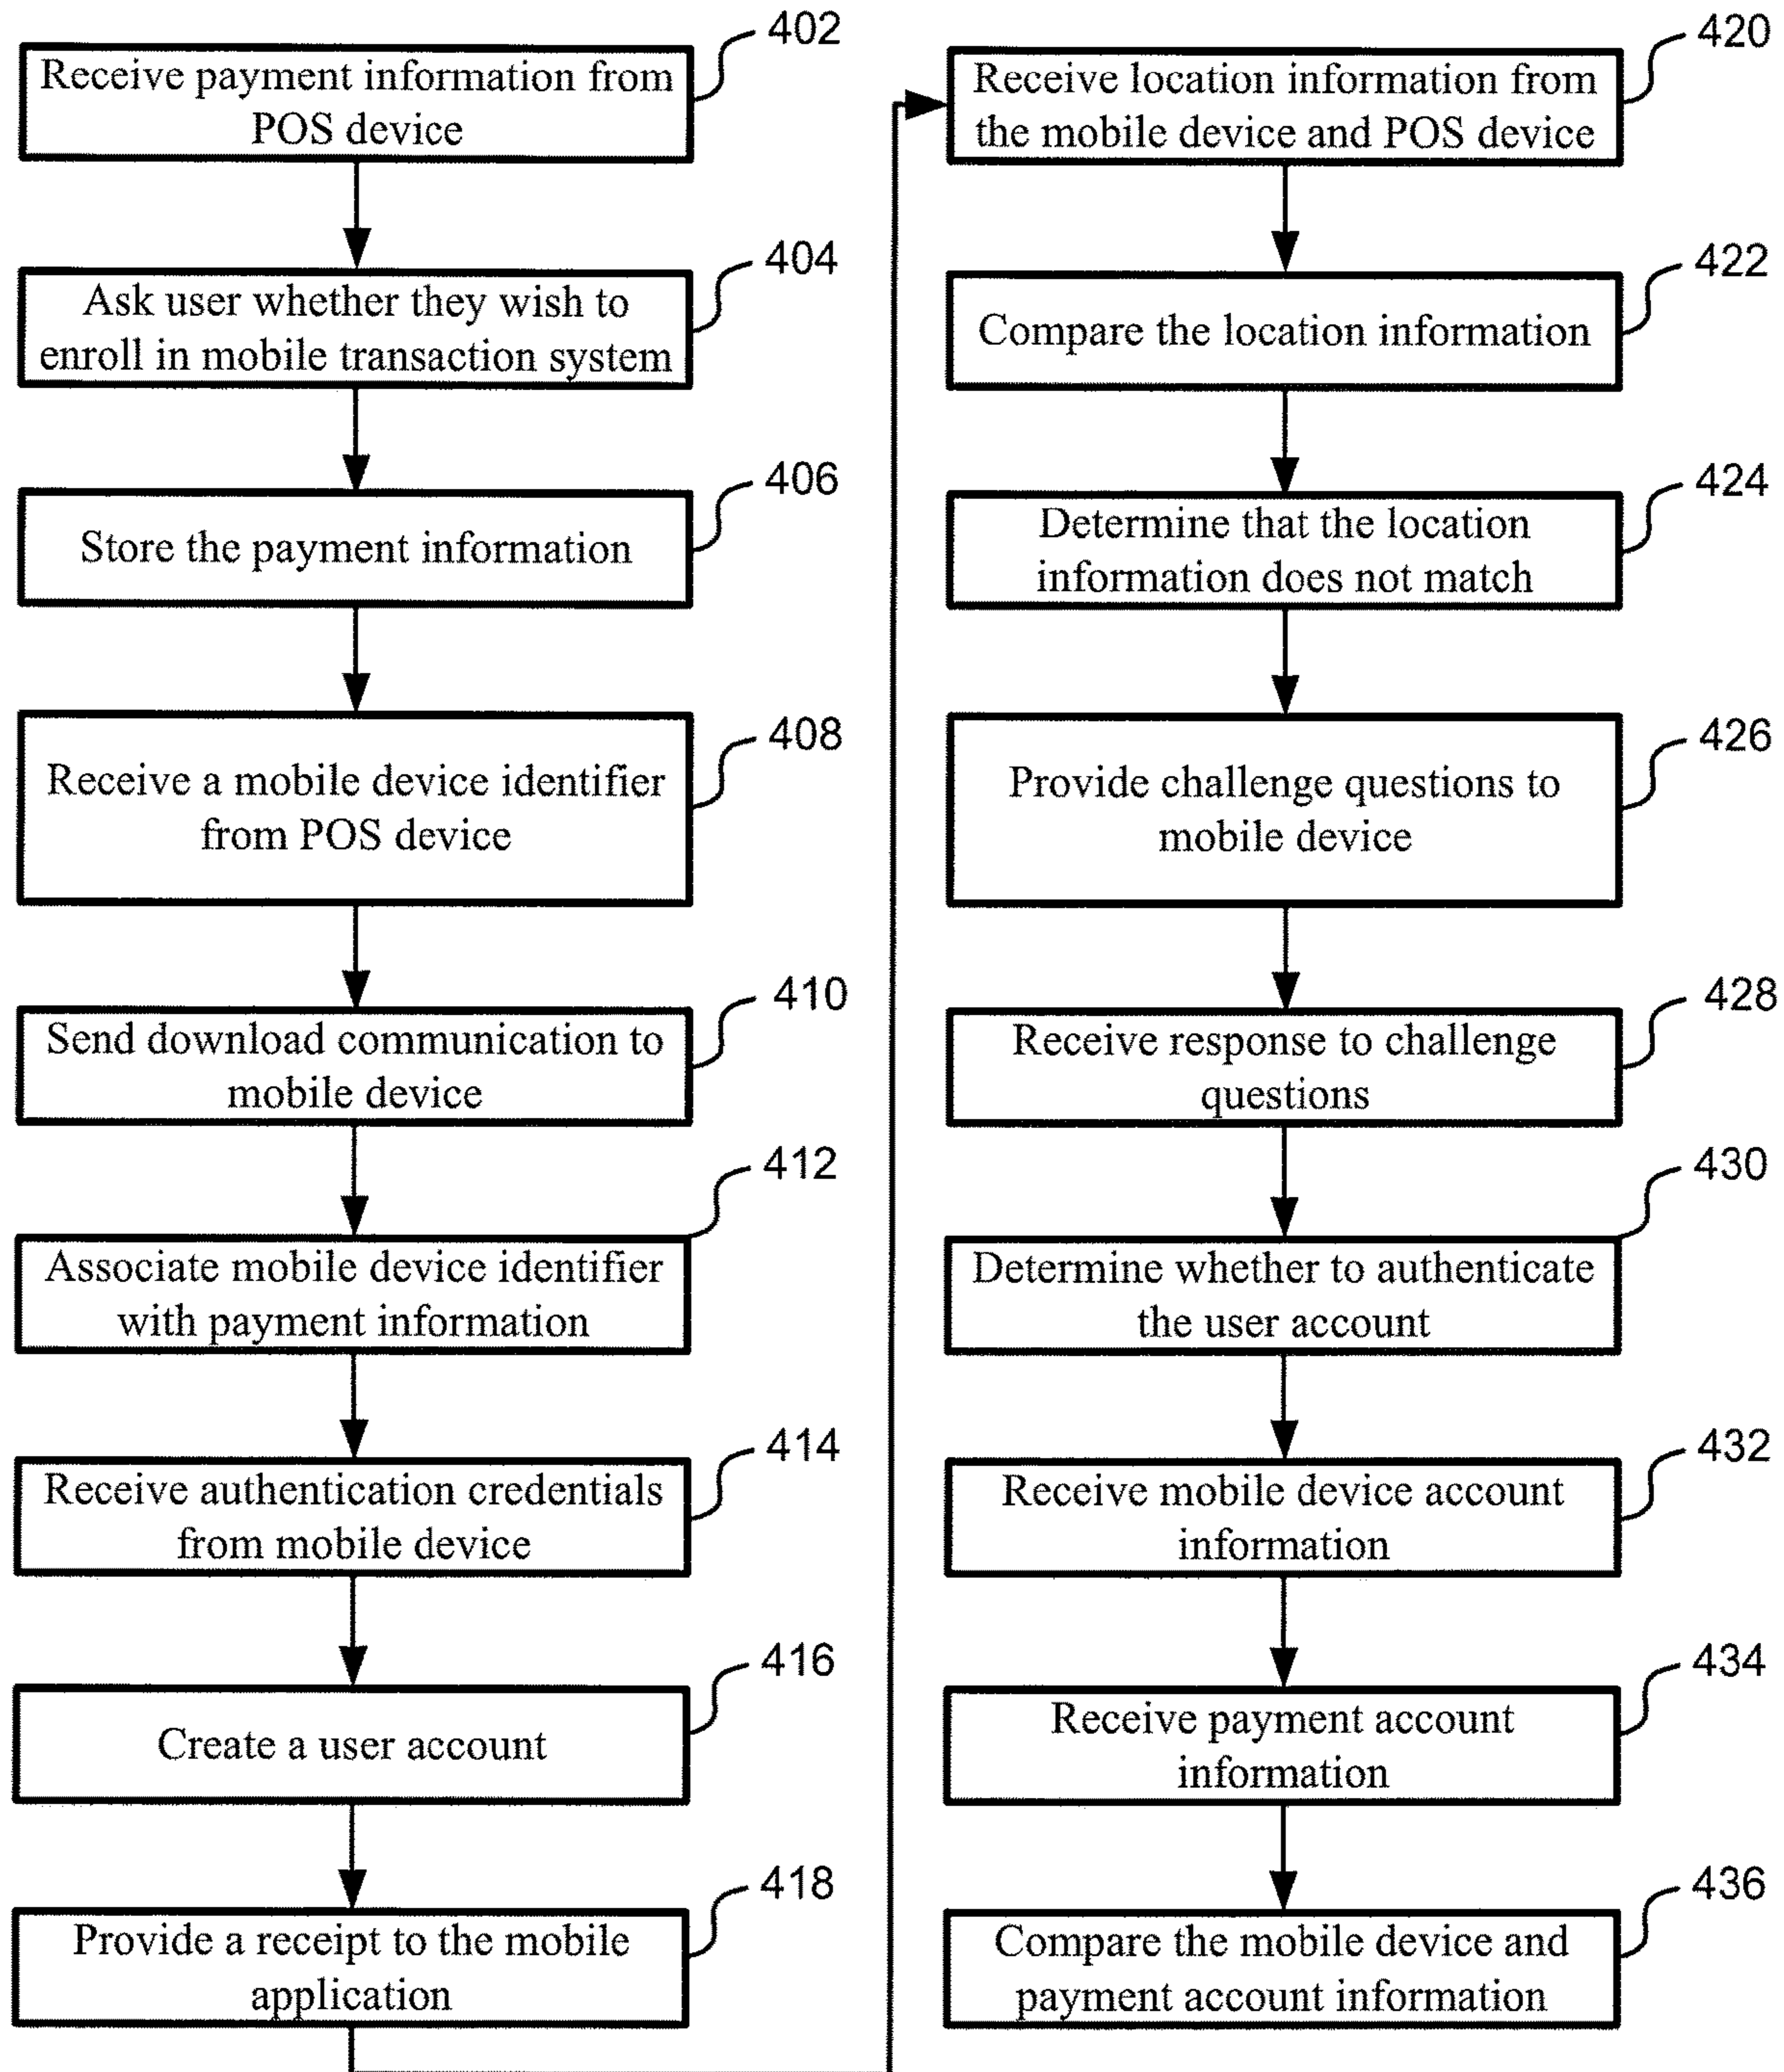 402
Receive payment information from
POS device
404
Ask user whether they wish to
enroll in mobile transaction system
406
Store the payment information
408
Receive a mobile device identifier
from POS device
410
Send download communication to
mobile device
412
Associate mobile device identifier
with payment information
414
Receive authentication credentials
from mobile device
416
Create a user account
418
Provide a receipt to the mobile
application
420
Receive location information from
the mobile device and POS device
422
Compare the location information
424
Determine that the location
information does not match
426
Provide challenge questions to
mobile device
428
Receive response to challenge
questions
430
Determine whether to authenticate
the user account
432
Receive mobile device account
information
434
Receive payment account
information
436
Compare the mobile device and
payment account information